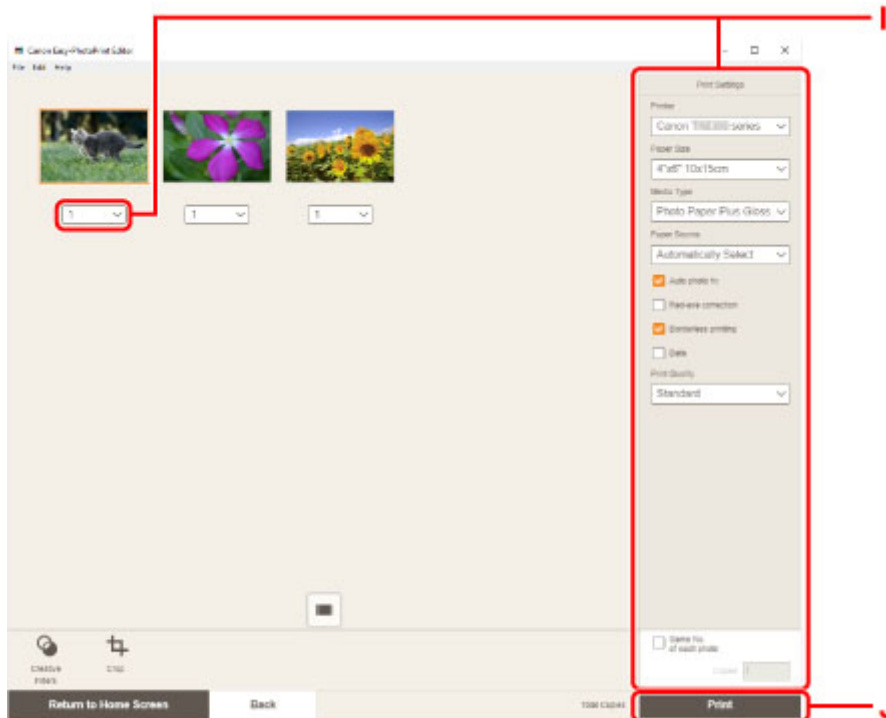 I
Canon Easy-PhotoPrint Editor
File Edit Help
Print Settings
Printer
Canon series
Paper Size
4"x6" 10x15cm
Media Type
Photo Paper Plus Gloss
Paper Source
Automatically Select
Auto photo fix
Red-eye correction
Borderless printing
Date
Print Quality
Standard
1
1
1
Creative
Filters
Crop
Same No.
of each photo
Copies 1
Return to Home Screen
Back
Total Copies
Print